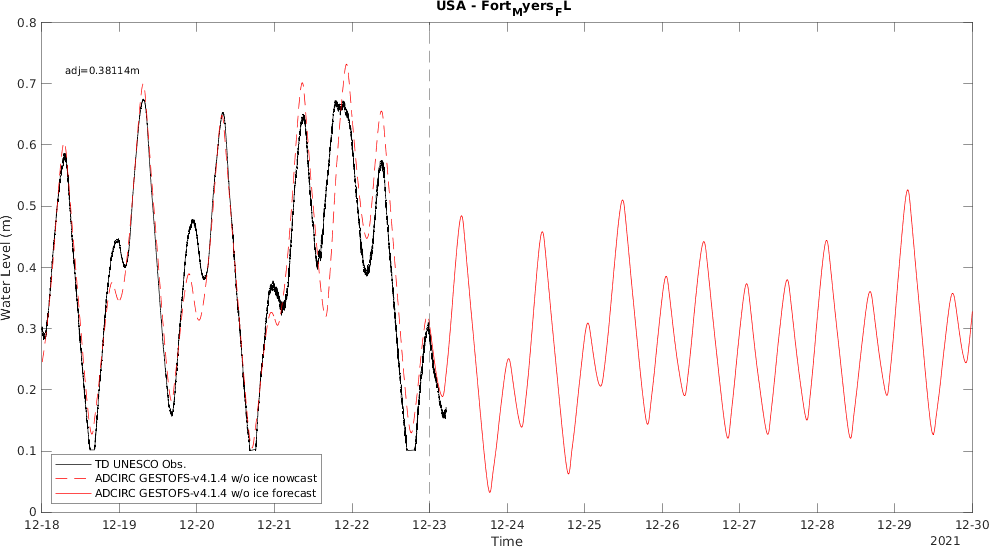 USA - Fort_Myers_FL
0.8
0.7
0.6
0.5
0.4
0.3
0.2
0.1
0
Water Level (m)
adj=0.38114m
TD UNESCO Obs.
ADCIRC GESTOFS-v4.1.4 w/o ice nowcast
ADCIRC GESTOFS-v4.1.4 w/o ice forecast
12-18 12-19 12-20 12-21 12-22 12-23 12-24 12-25 12-26 12-27 12-28 12-29 12-30
Time
2021